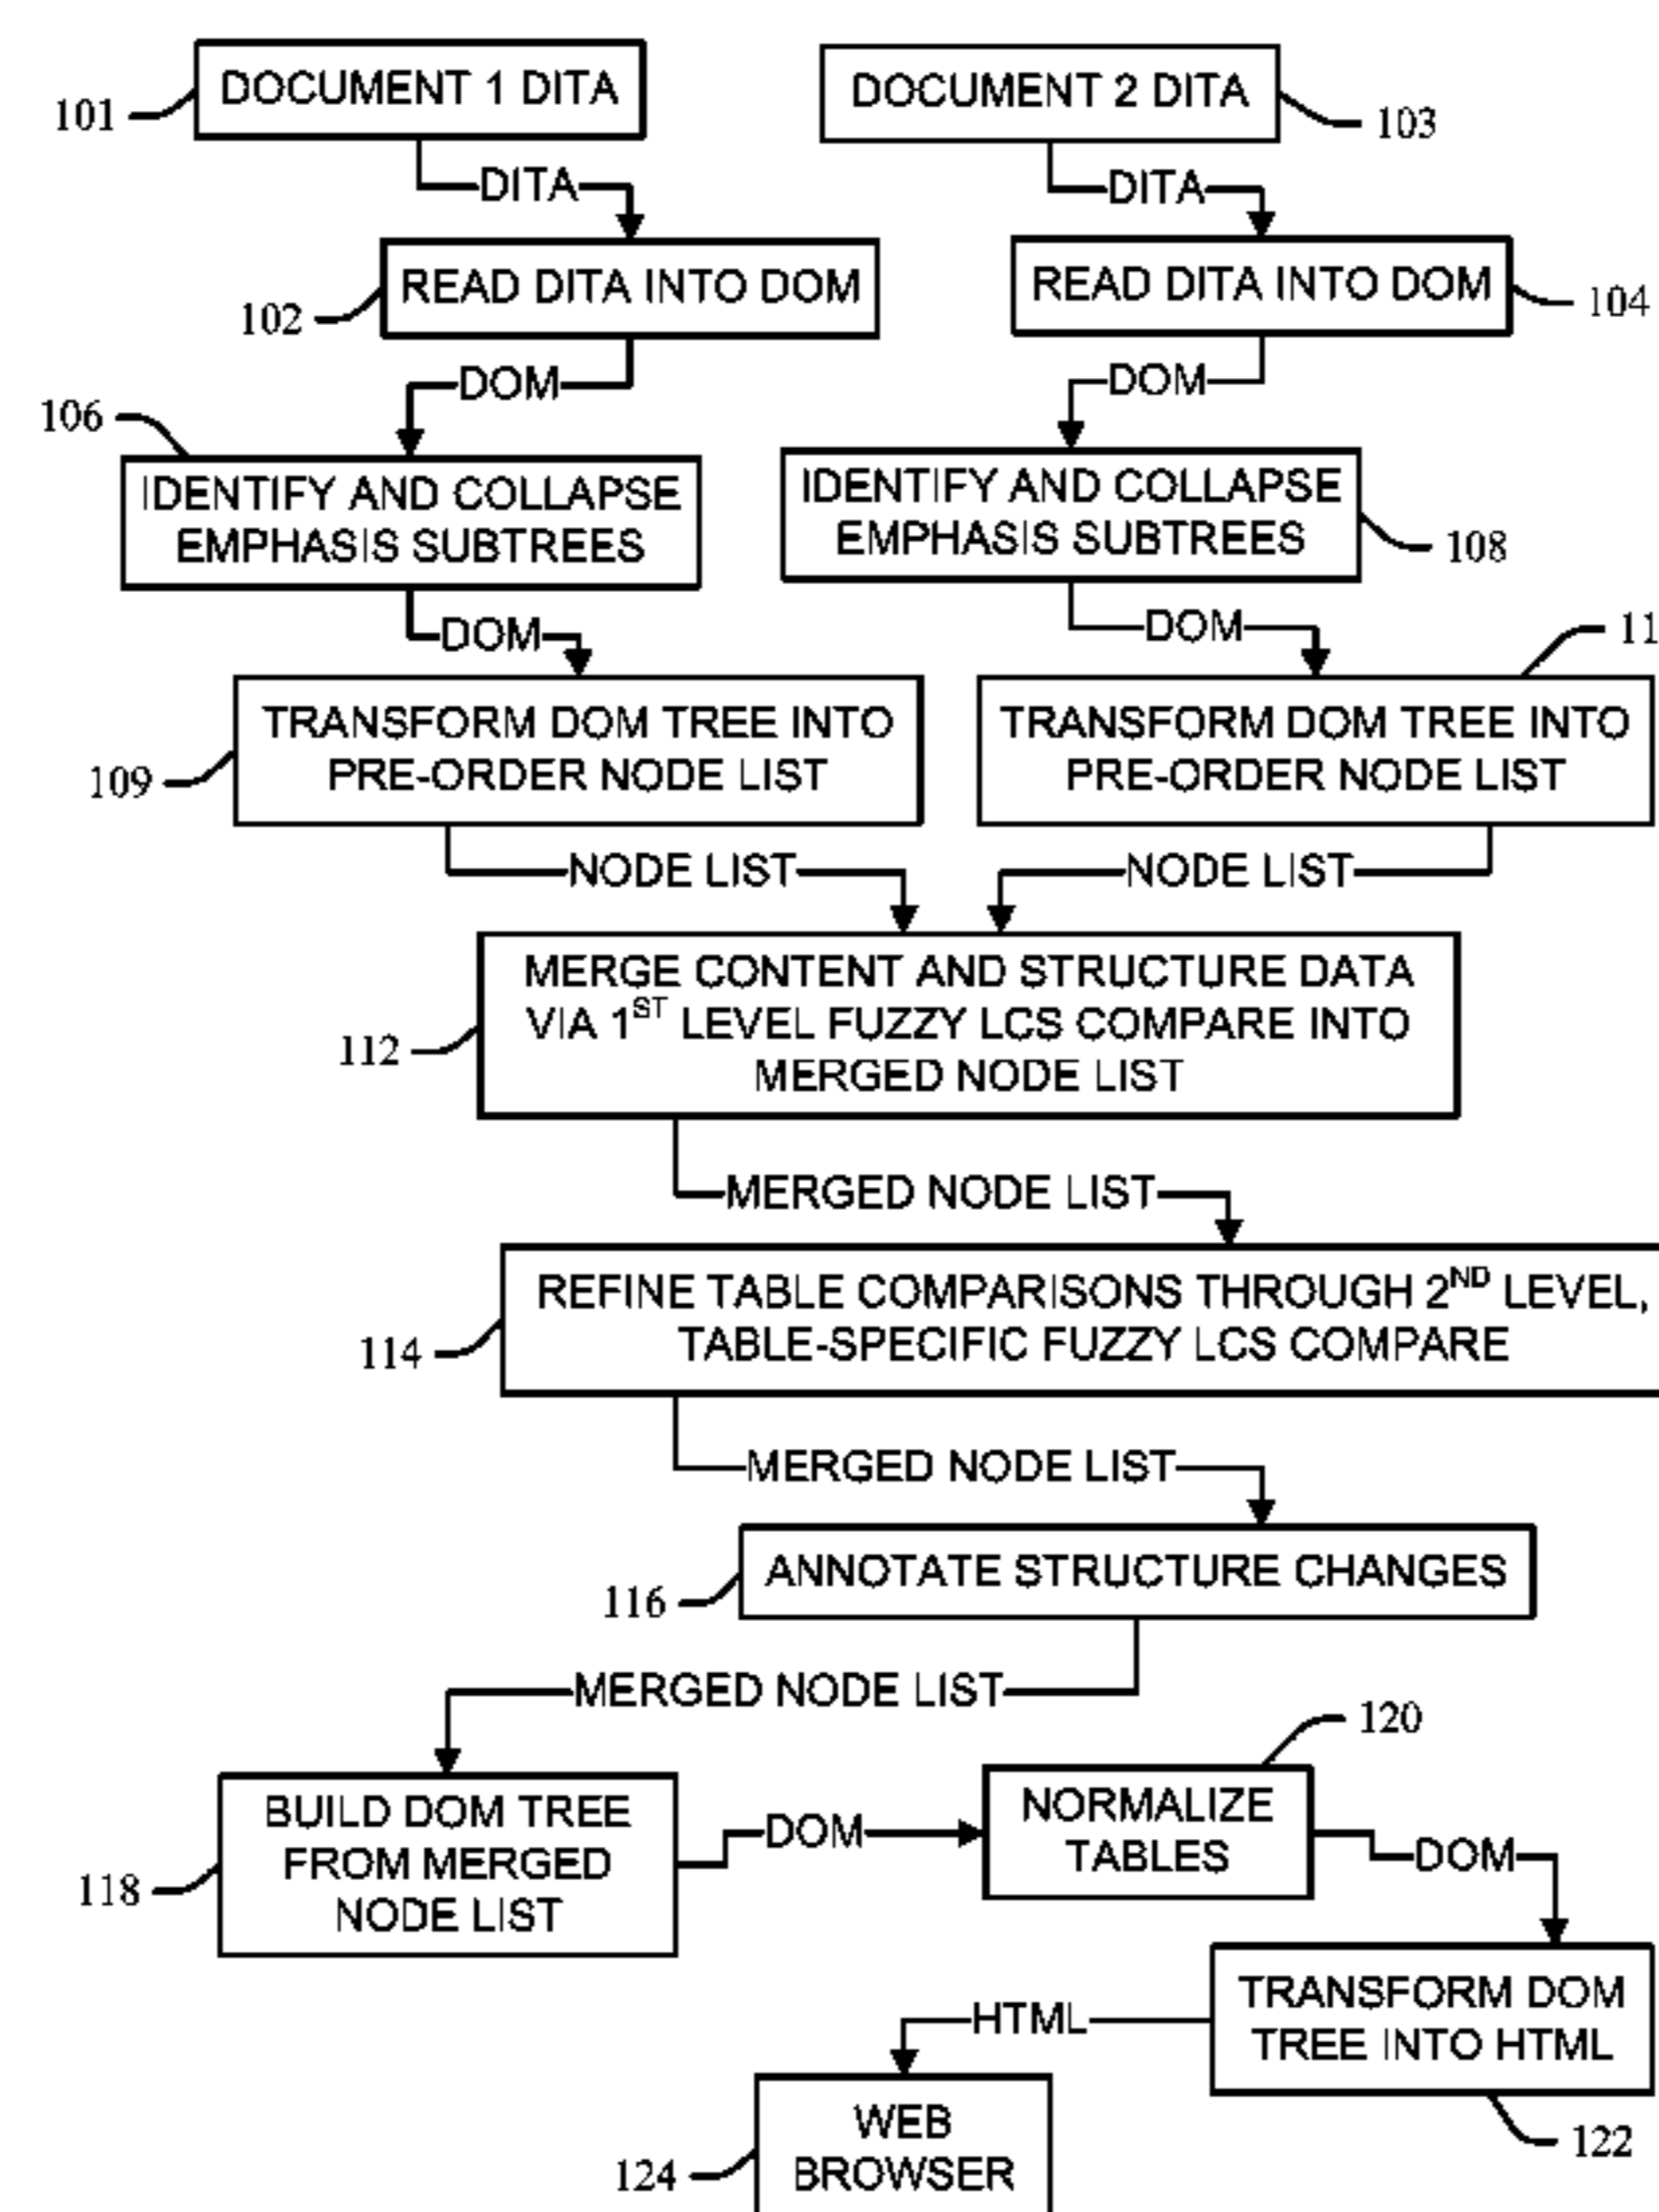 DOCUMENT 1 DITA
DOCUMENT 2 DITA
101
103
DITA
DITA
READ DITA INTO DOM
READ DITA INTO DOM
102
104
DOM
DOM
106
IDENTIFY AND COLLAPSE
EMPHASIS SUBTREES
IDENTIFY AND COLLAPSE
EMPHASIS SUBTREES
108
DOM
DOM
11
TRANSFORM DOM TREE INTO
PRE-ORDER NODE LIST
TRANSFORM DOM TREE INTO
PRE-ORDER NODE LIST
109
NODE LIST
NODE LIST
MERGE CONTENT AND STRUCTURE DATA
VIA 1ST LEVEL FUZZY LCS COMPARE INTO
MERGED NODE LIST
112
MERGED NODE LIST
REFINE TABLE COMPARISONS THROUGH 2ND LEVEL,
TABLE-SPECIFIC FUZZY LCS COMPARE
114
MERGED NODE LIST
ANNOTATE STRUCTURE CHANGES
116
MERGED NODE LIST
120
BUILD DOM TREE
FROM MERGED
NODE LIST
118
DOM
NORMALIZE
TABLES
DOM
TRANSFORM DOM
TREE INTO HTML
122
HTML
WEB
BROWSER
124